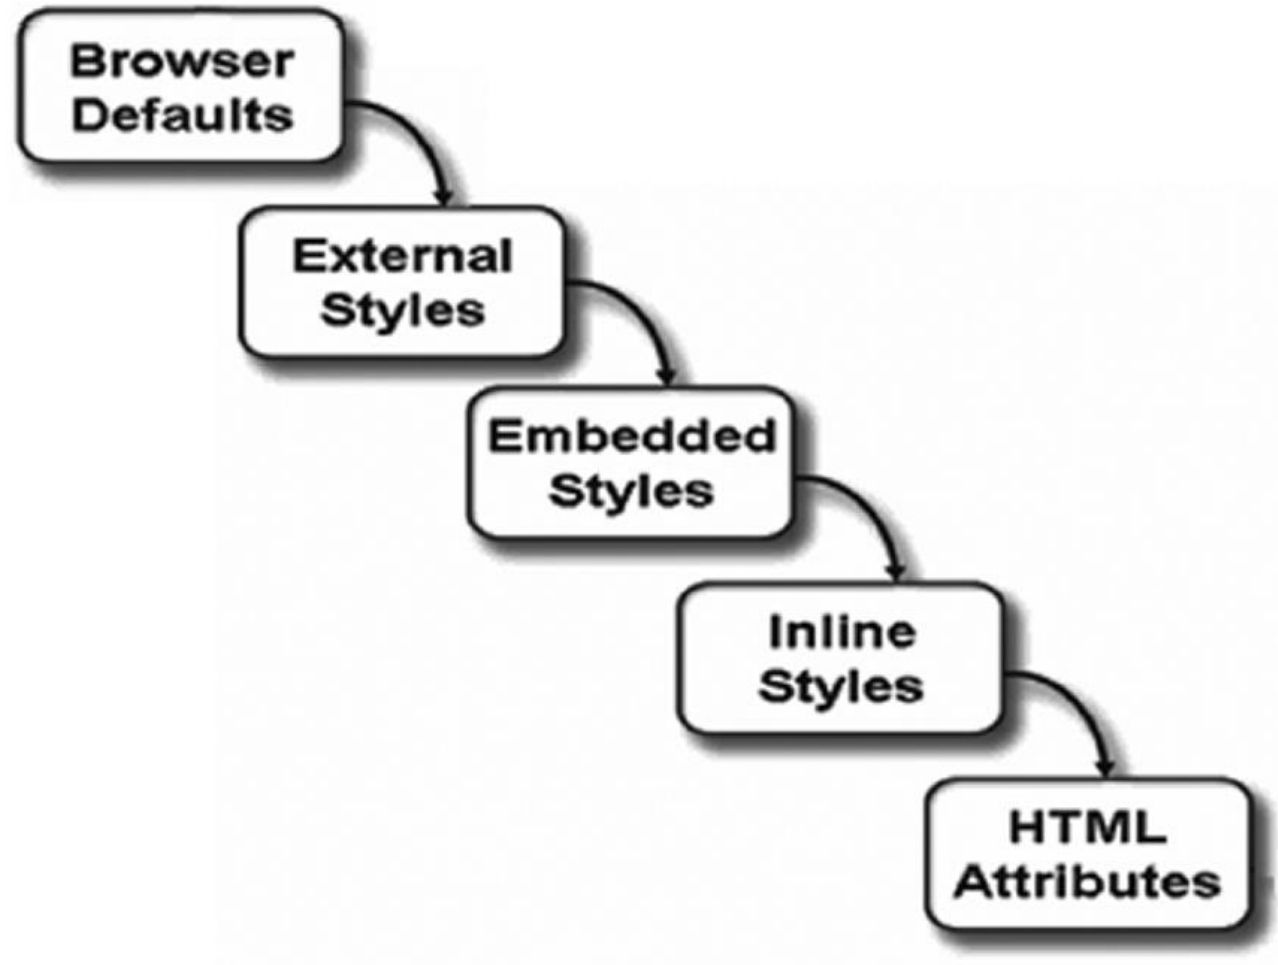 Browser
Defaults
External
Styles
Embedded
Styles
Inline
Styles
HTML
Attributes